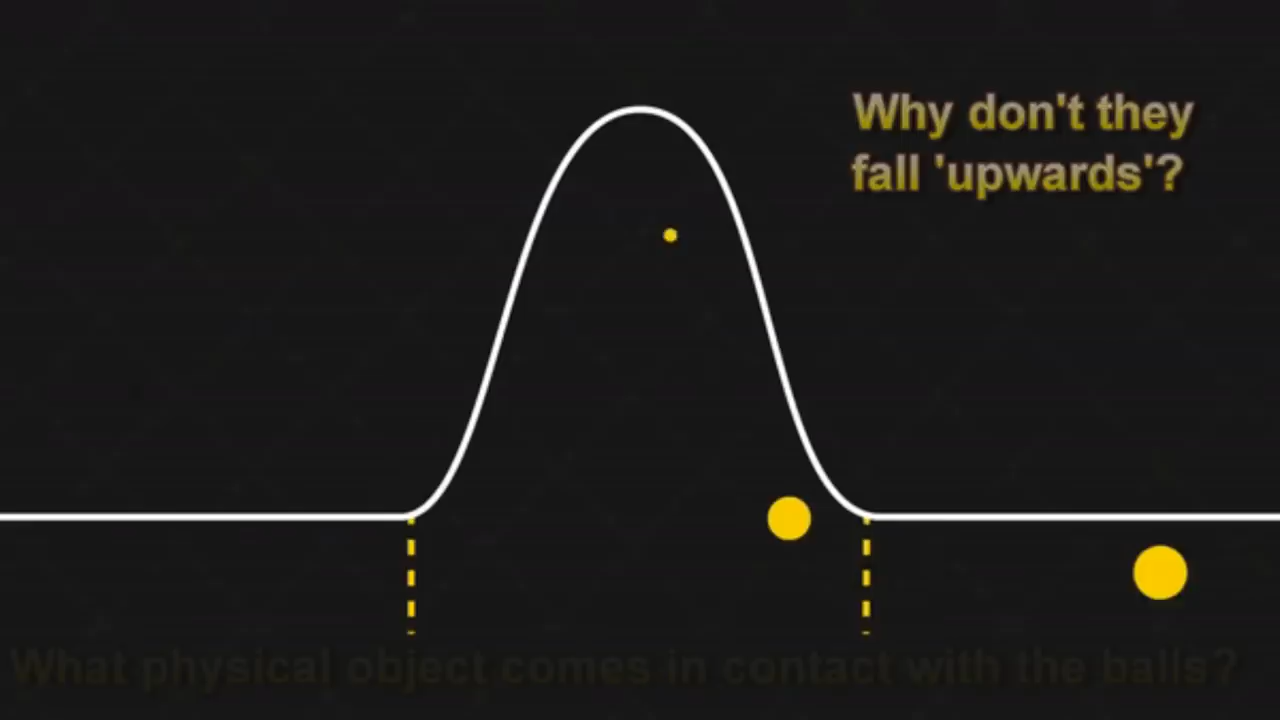 Why don't they
fall 'upwards'?
What physical object comes in contact with the balls?